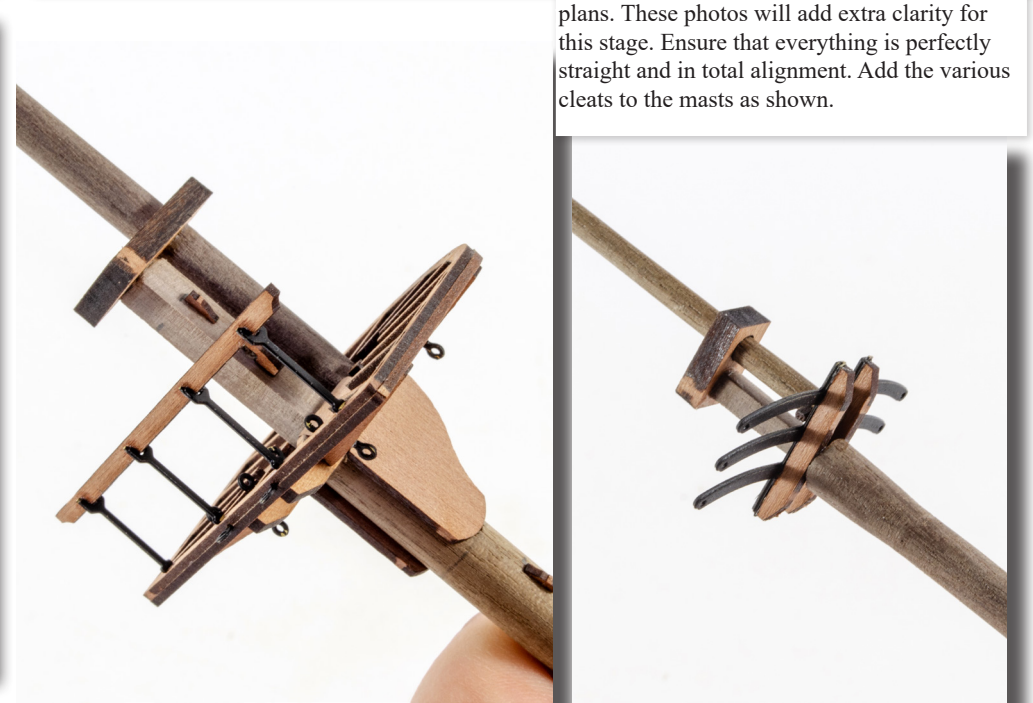 plans. These photos will add extra clarity for
this stage. Ensure that everything is perfectly
straight and in total alignment. Add the various
cleats to the masts as shown.